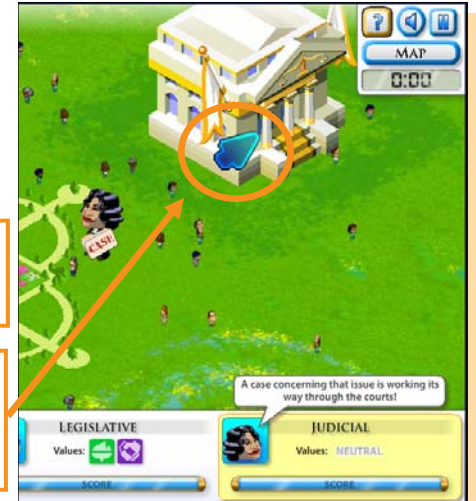 ?
MAP
0:00
CASE
A case concerning that issue is working its
way through the courts!
LEGISLATIVE
Values:
SCORE
JUDICIAL
Values: NEUTRAL
SCORE